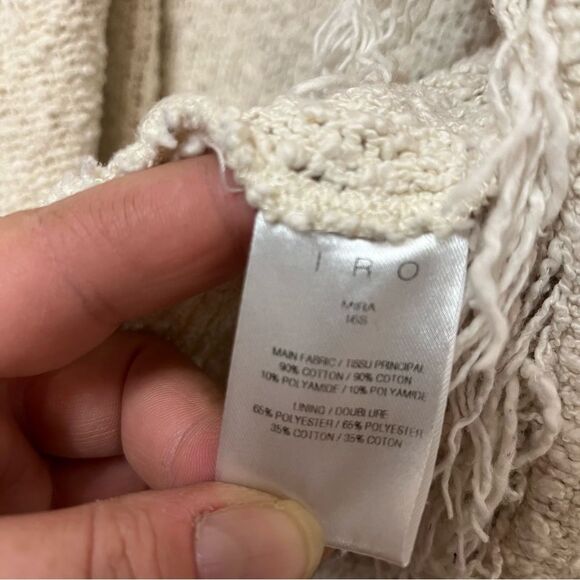 IRO
MIRA
16S
MAIN FABRIC / TISSU PRINCIPAL
90% COTTON / 90% COTON
10% POLYAMIDE / 10% POLYAMIDE
LINING / DOUBLURE
65% POLYESTER / 65% POLYESTER
35% COTTON / 35% COTON